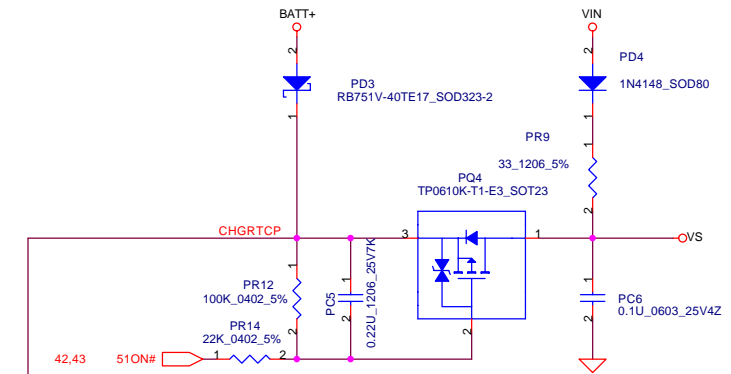 BATT+
VIN
2
2
PD4
PD3
1N4148_SOD80
RB751V-40TE17_SOD323-2
1
1
PR9
1
PQ4
33_1206_5%
TP0610K-T1-E3_SOT23
2
CHGRTCP
3
1
VS
1
1
1
PR12
100K_0402_5%
PC5
0.22U_1206_25V7K
PC6
0.1U_0603_25V4Z
PR14
2
2
2
2
22K_0402_5%
42,43
51ON#
1
2